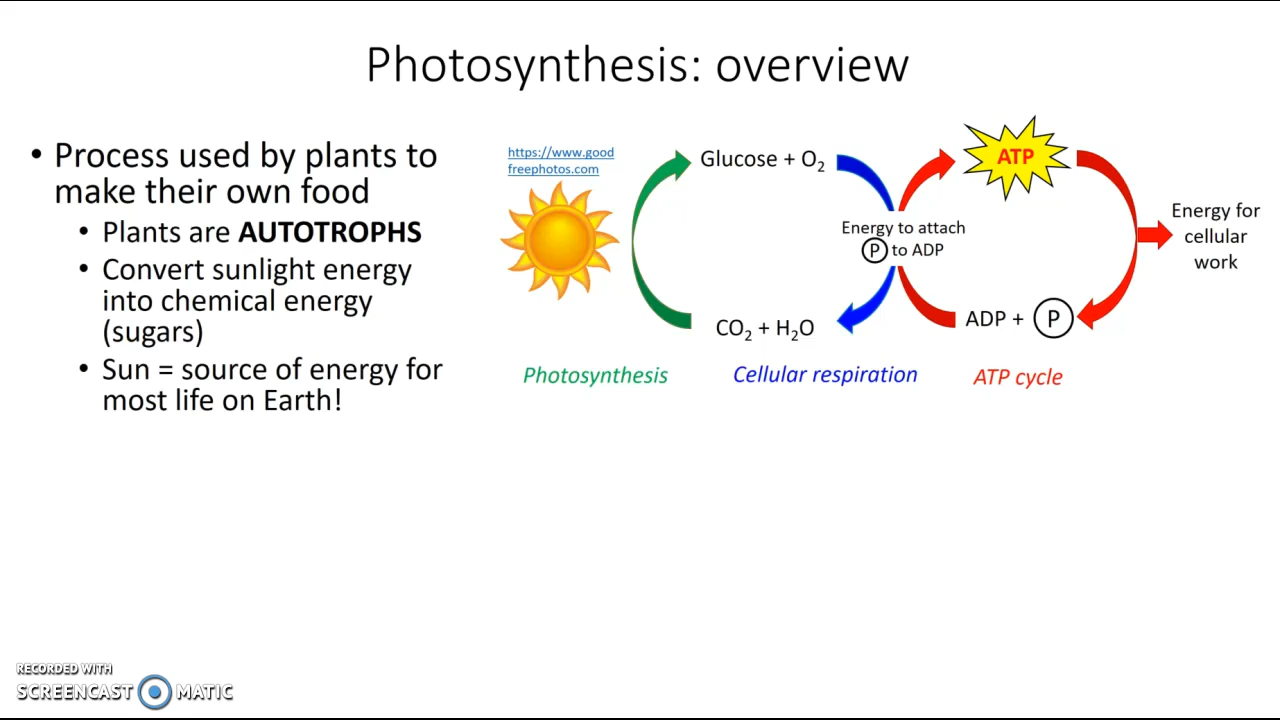 Photosynthesis: overview
• Process used by plants to
make their own food
• Plants are AUTOTROPHS
• Convert sunlight energy
into chemical energy
(sugars)
• Sun = source of energy for
most life on Earth!
https://www.good
freephotos.com
Glucose + O₂
CO₂ + H₂O
Photosynthesis
Energy to attach
P to ADP
Cellular respiration
ATP
ADP + P
ATP cycle
Energy for
cellular
work
RECORDED WITH
SCREENCAST MATIC